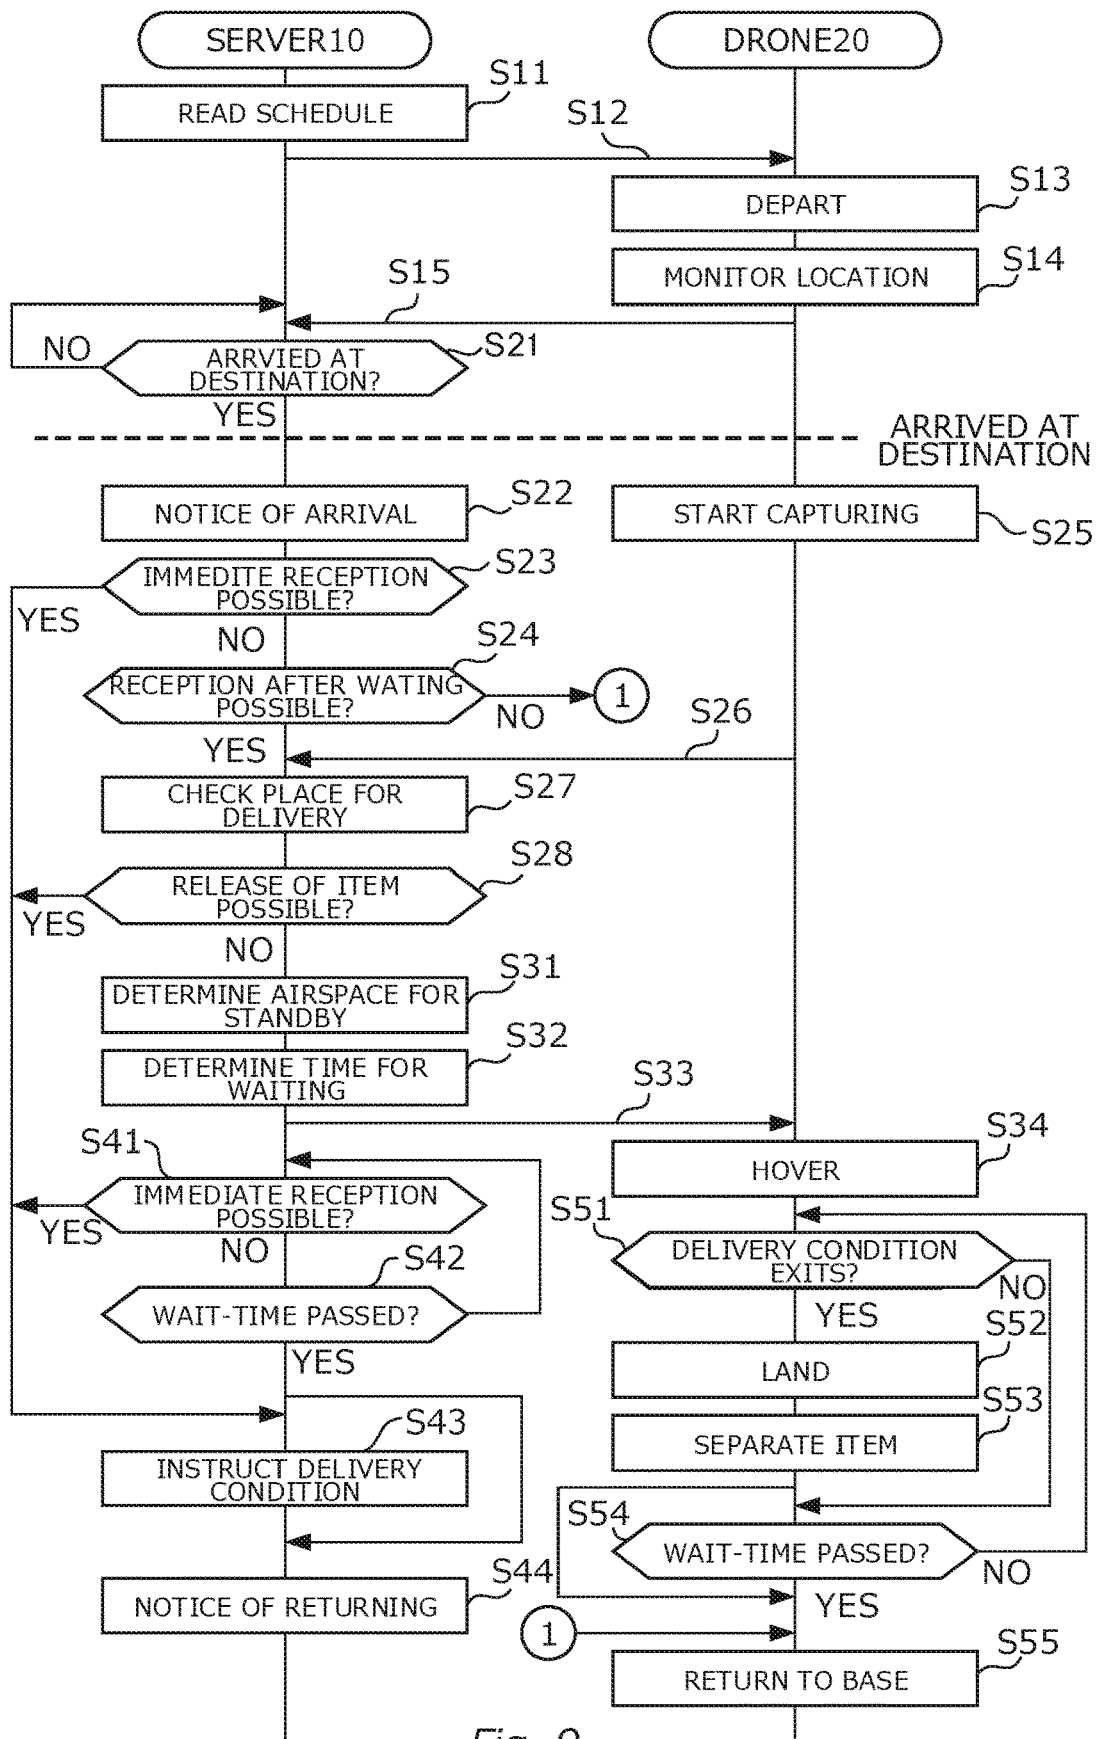 SERVER10
DRONE20
S11
READ SCHEDULE
S12
S13
DEPART
S14
MONITOR LOCATION
S15
S21
NO
ARRVIED AT
DESTINATION?
YES
ARRIVED AT
DESTINATION
S22
NOTICE OF ARRIVAL
START CAPTURING
S25
S23
IMMEDITE RECEPTION
POSSIBLE?
YES
NO
S24
RECEPTION AFTER WATING
POSSIBLE?
NO
1
S26
YES
S27
CHECK PLACE FOR
DELIVERY
S28
RELEASE OF ITEM
POSSIBLE?
YES
NO
S31
DETERMINE AIRSPACE FOR
STANDBY
S32
DETERMINE TIME FOR
WAITING
S33
S34
HOVER
S41
IMMEDIATE RECEPTION
POSSIBLE?
YES
NO
S51
DELIVERY CONDITION
EXITS?
NO
YES
S42
WAIT-TIME PASSED?
YES
S52
LAND
S53
SEPARATE ITEM
S43
INSTRUCT DELIVERY
CONDITION
S54
WAIT-TIME PASSED?
NO
YES
S44
NOTICE OF RETURNING
1
S55
RETURN TO BASE